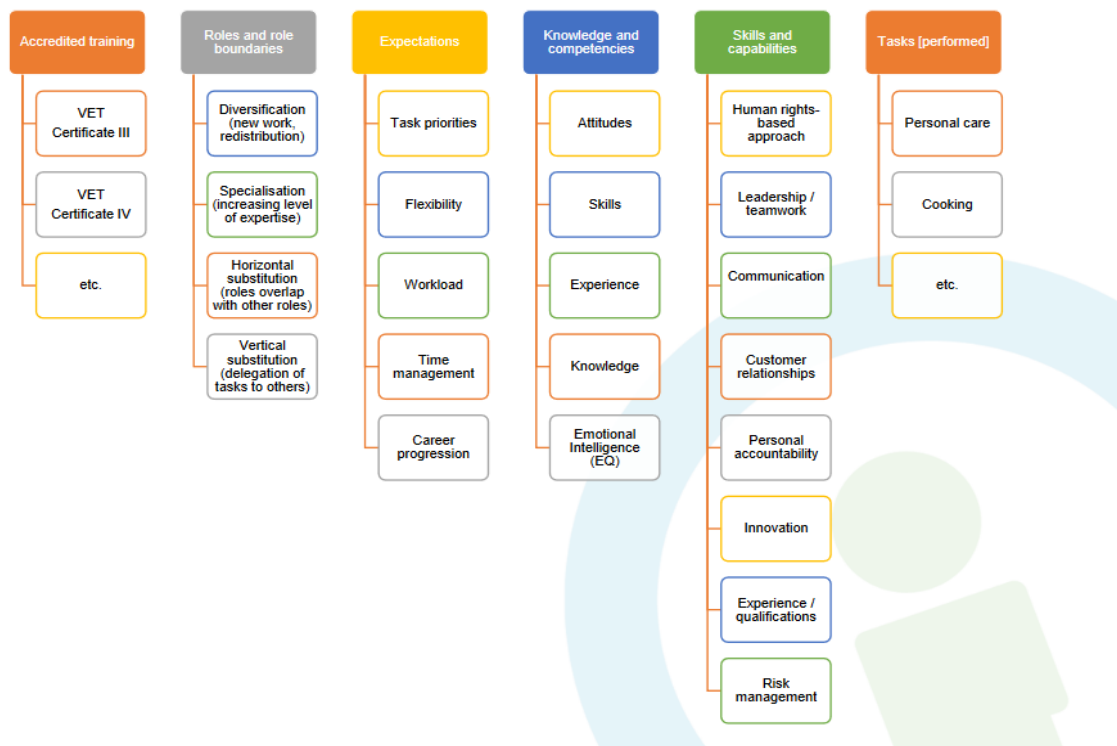 Accredited training
VET
Certificate III
VET
Certificate IV
etc.
Roles and role
boundaries
Diversification
(new work,
redistribution)
Specialisation
(increasing level
of expertise)
Horizontal
substitution
(roles overlap
with other roles)
Vertical
substitution
(delegation of
tasks to others)
Expectations
Task priorities
Flexibility
Workload
Time
management
Career
progression
Knowledge and
competencies
Attitudes
Skills
Experience
Knowledge
Emotional
Intelligence
(EQ)
Skills and
capabilities
Human rights-
based
approach
Leadership /
teamwork
Communication
Customer
relationships
Personal
accountability
Innovation
Experience /
qualifications
Risk
management
Tasks [performed]
Personal care
Cooking
etc.